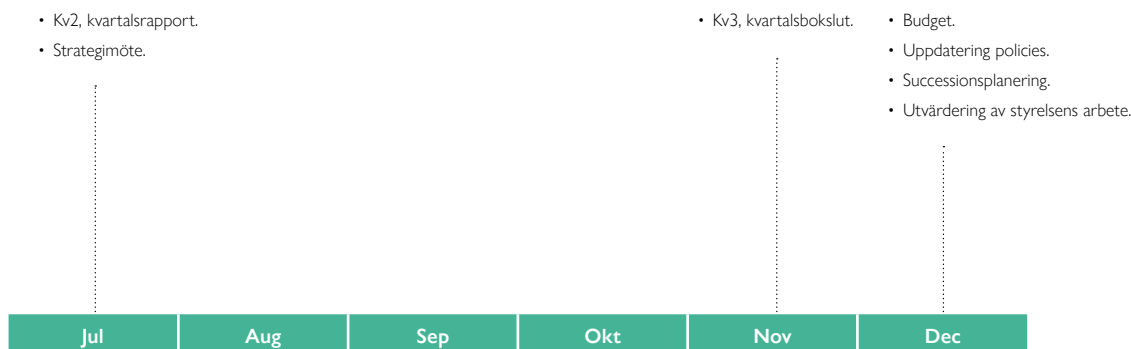 • Kv2, kvartalsrapport.
• Strategimöte.
• Kv3, kvartalsbokslut.
• Budget.
• Uppdatering policies.
• Successionsplanering.
• Utvärdering av styrelsens arbete.
Jul Aug Sep Okt Nov Dec